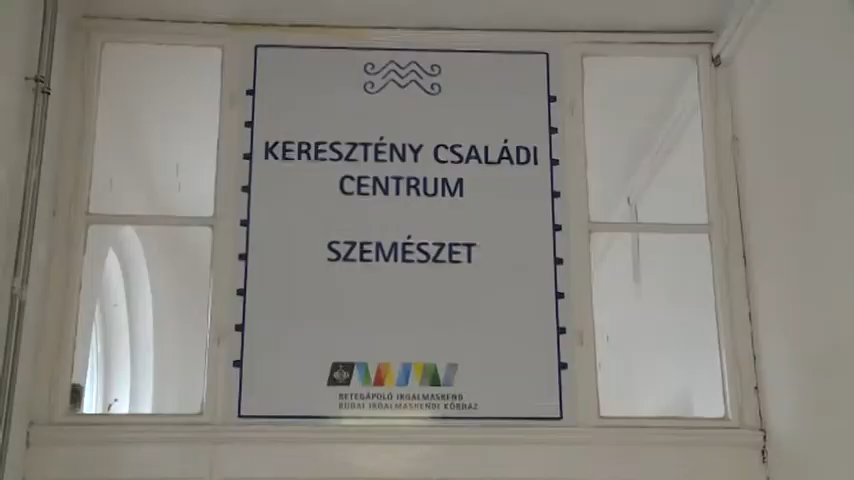 KERESZTÉNY CSALÁDI
CENTRUM
SZEMÉSZET
BETEGÁPOLÓ IRGALMASREND
BUDAI IRGALMASRENDI KÓRHÁZ